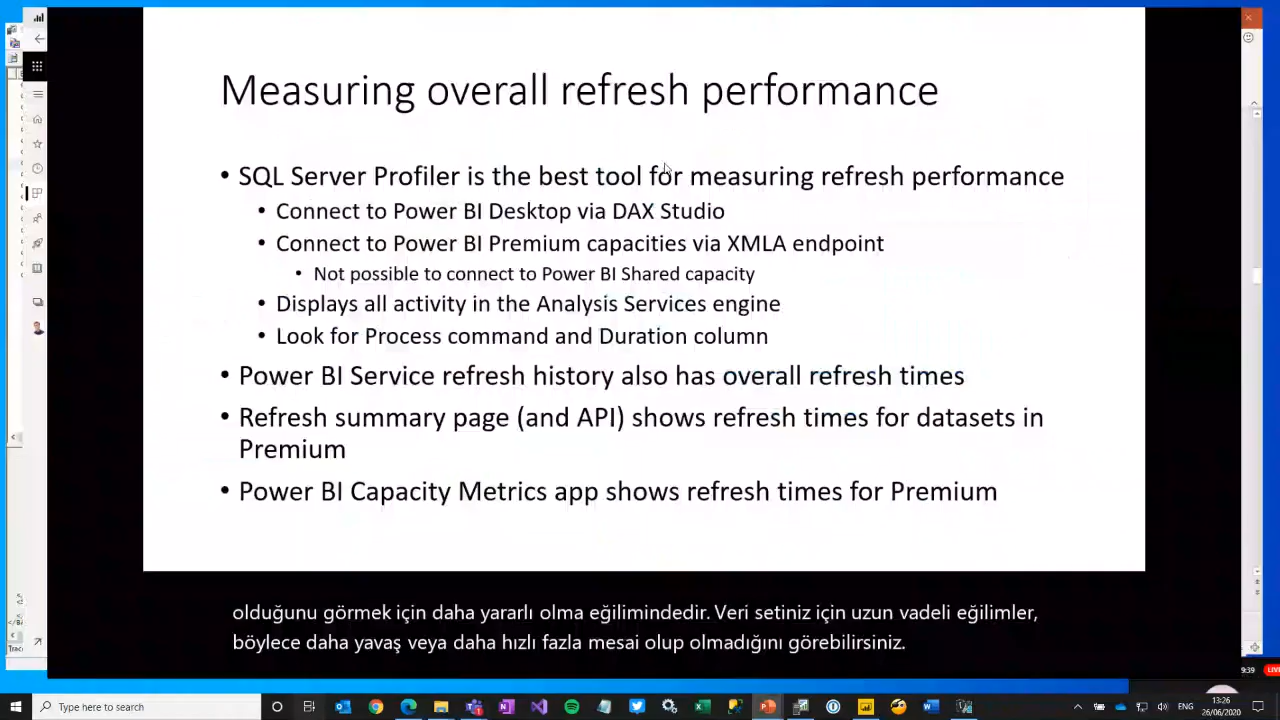 Measuring overall refresh performance
• SQL Server Profiler is the best tool for measuring refresh performance
• Connect to Power BI Desktop via DAX Studio
• Connect to Power BI Premium capacities via XMLA endpoint
• Not possible to connect to Power BI Shared capacity
• Displays all activity in the Analysis Services engine
• Look for Process command and Duration column
• Power BI Service refresh history also has overall refresh times
• Refresh summary page (and API) shows refresh times for datasets in
Premium
• Power BI Capacity Metrics app shows refresh times for Premium
olduğunu görmek için daha yararlı olma eğilimindedir. Veri setiniz için uzun vadeli eğilimler,
böylece daha yavaş veya daha hızlı fazla mesai olup olmadığını görebilirsiniz.
Trace
9:39 LIVE
Type here to search
ENG
13:26
26/06/2020